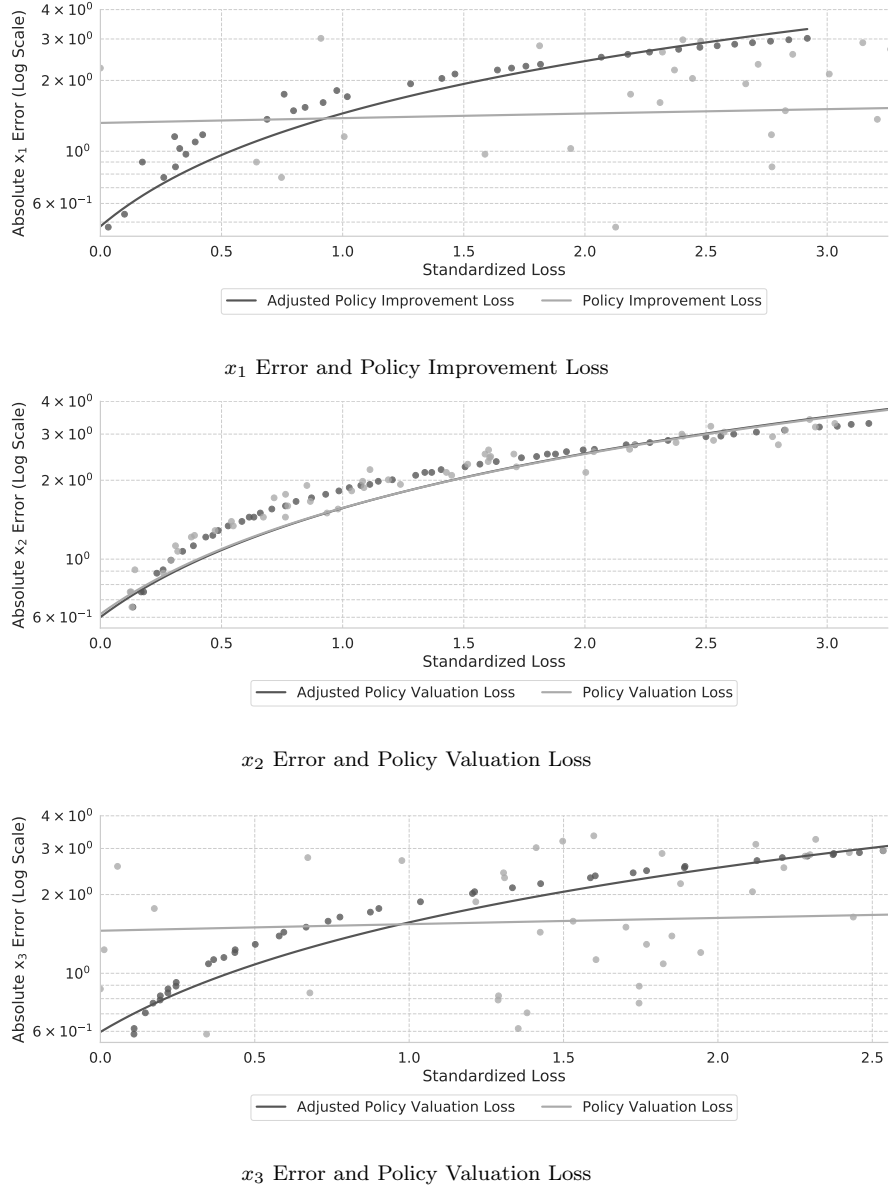 4 × 10⁰
3 × 10⁰
2 × 10⁰
10⁰
6 × 10⁻¹
Absolute x₁ Error (Log Scale)
0.0 0.5 1.0 1.5 2.0 2.5 3.0
Standardized Loss
Adjusted Policy Improvement Loss Policy Improvement Loss
x₁ Error and Policy Improvement Loss
4 × 10⁰
3 × 10⁰
2 × 10⁰
10⁰
6 × 10⁻¹
Absolute x₂ Error (Log Scale)
0.0 0.5 1.0 1.5 2.0 2.5 3.0
Standardized Loss
Adjusted Policy Valuation Loss Policy Valuation Loss
x₂ Error and Policy Valuation Loss
4 × 10⁰
3 × 10⁰
2 × 10⁰
10⁰
6 × 10⁻¹
Absolute x₃ Error (Log Scale)
0.0 0.5 1.0 1.5 2.0 2.5
Standardized Loss
Adjusted Policy Valuation Loss Policy Valuation Loss
x₃ Error and Policy Valuation Loss